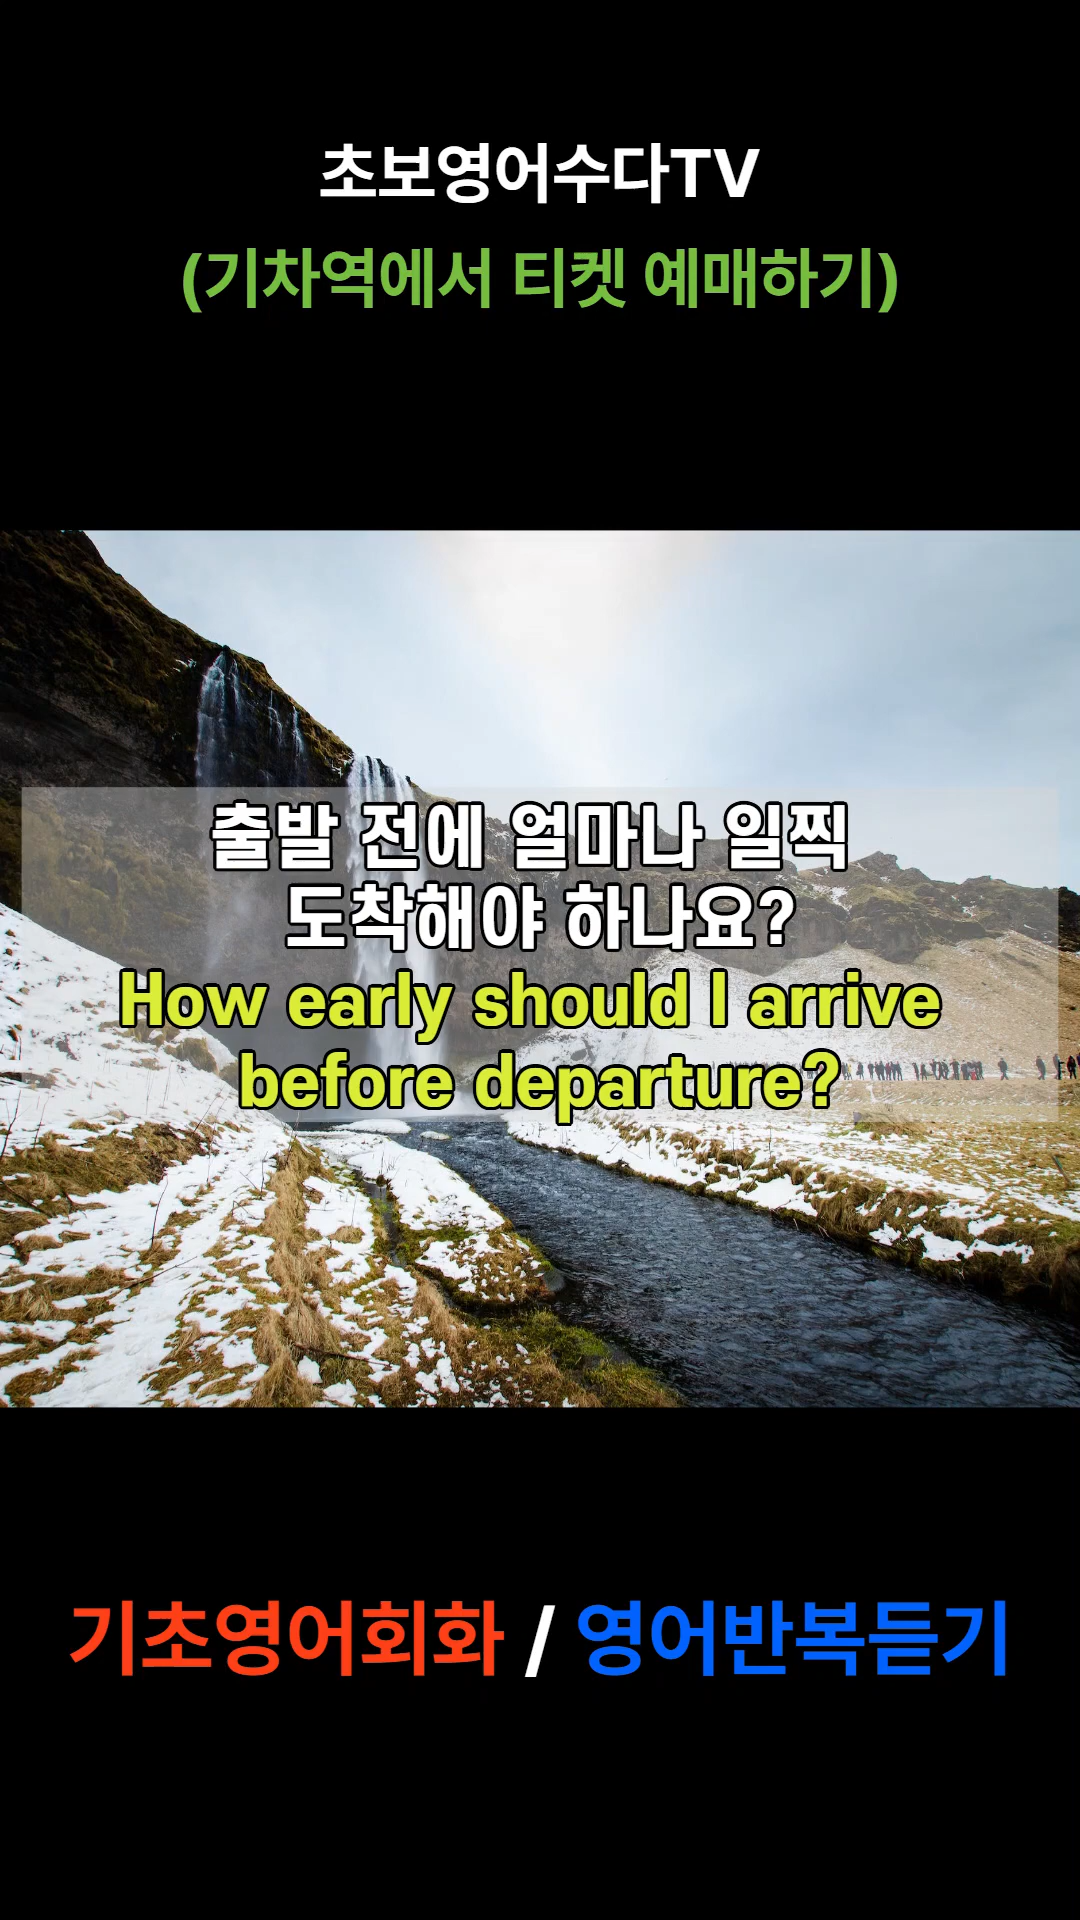 초보영어수다TV
(기차역에서 티켓 예매하기)
출발 전에 얼마나 일찍
도착해야 하나요?
How early should I arrive
before departure?
기초영어회화 / 영어반복듣기